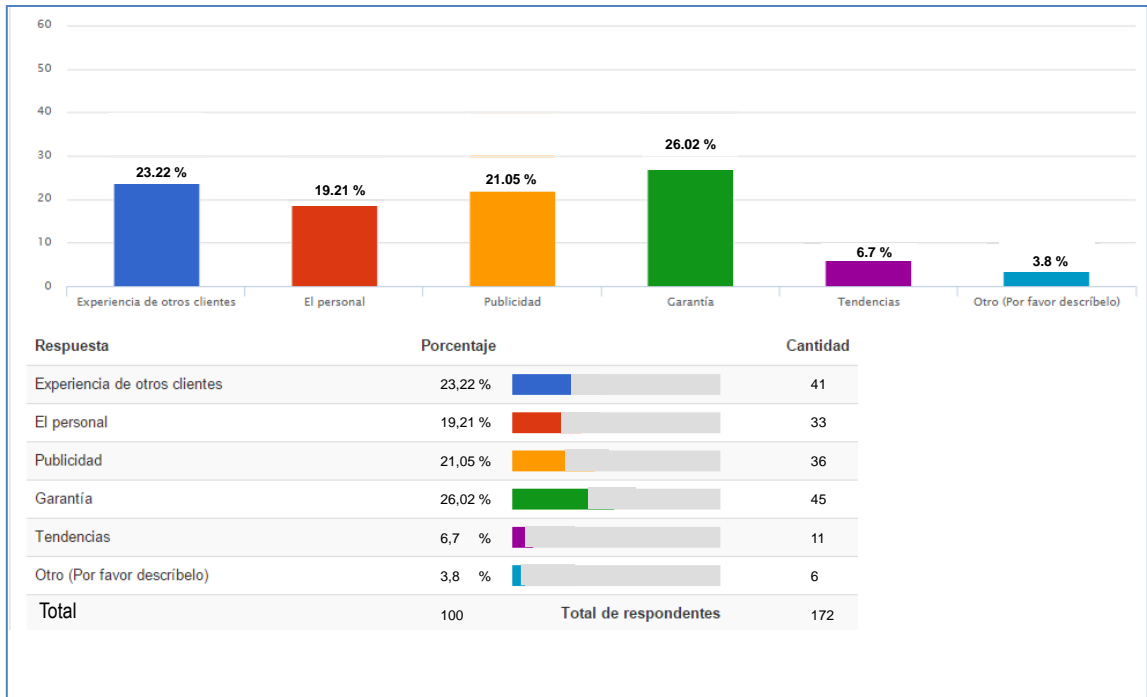 60
50
40
30
20
10
0
23.22 %
19.21 %
21.05 %
26.02 %
6.7 %
3.8 %
Experiencia de otros clientes
El personal
Publicidad
Garantía
Tendencias
Otro (Por favor descríbelo)
Respuesta Porcentaje Cantidad
Experiencia de otros clientes 23,22 % 41
El personal 19,21 % 33
Publicidad 21,05 % 36
Garantía 26,02 % 45
Tendencias 6,7 % 11
Otro (Por favor descríbelo) 3,8 % 6
Total 100 Total de respondentes 172